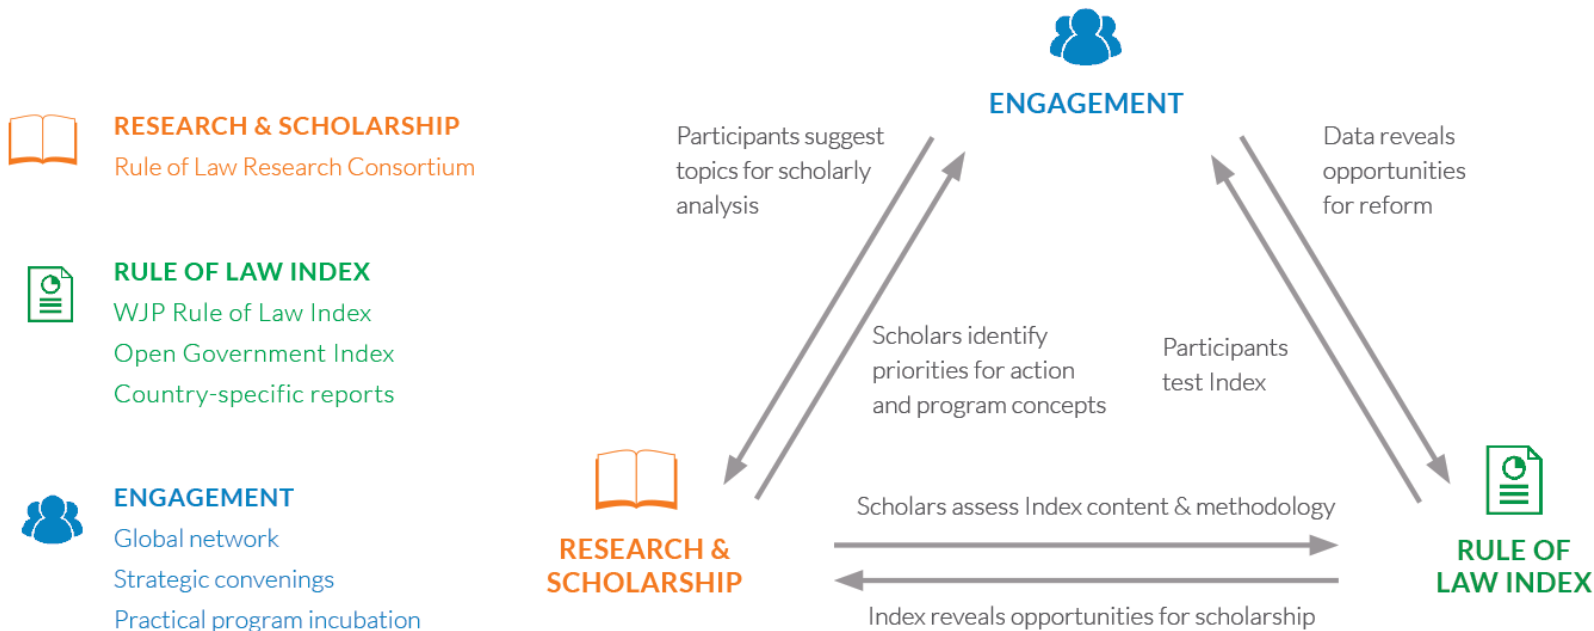 RESEARCH & SCHOLARSHIP
Rule of Law Research Consortium
RULE OF LAW INDEX
WJP Rule of Law Index
Open Government Index
Country-specific reports
ENGAGEMENT
Global network
Strategic convenings
Practical program incubation
ENGAGEMENT
Participants suggest
topics for scholarly
analysis
Data reveals
opportunities
for reform
Scholars identify
priorities for action
and program concepts
Participants
test Index
RESEARCH &
SCHOLARSHIP
Scholars assess Index content & methodology
Index reveals opportunities for scholarship
RULE OF
LAW INDEX